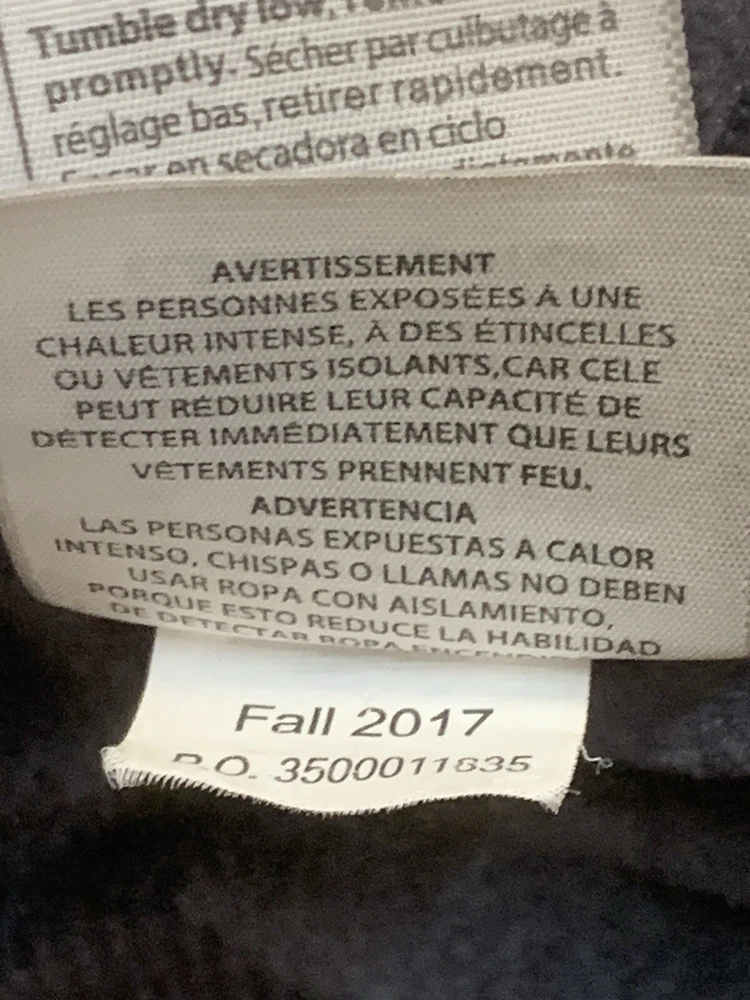 Tumble dry low,
promptly. Sécher par culbutage à
réglage bas, retirer rapidement.
en secadora en ciclo
AVERTISSEMENT
LES PERSONNES EXPOSÉES À UNE
CHALEUR INTENSE, À DES ÉTINCELLES
OU VÊTEMENTS ISOLANTS,CAR CELE
PEUT RÉDUIRE LEUR CAPACITÉ DE
DÉTECTER IMMÉDIATEMENT QUE LEURS
VÊTEMENTS PRENNENT FEU.
ADVERTENCIA
LAS PERSONAS EXPUESTAS A CALOR
INTENSO, CHISPAS O LLAMAS NO DEBEN
USAR ROPA CON AISLAMIENTO,
PORQUE ESTO REDUCE LA HABILIDAD
DE DETECTAR ROPA
Fall 2017
P.O. 3500011835